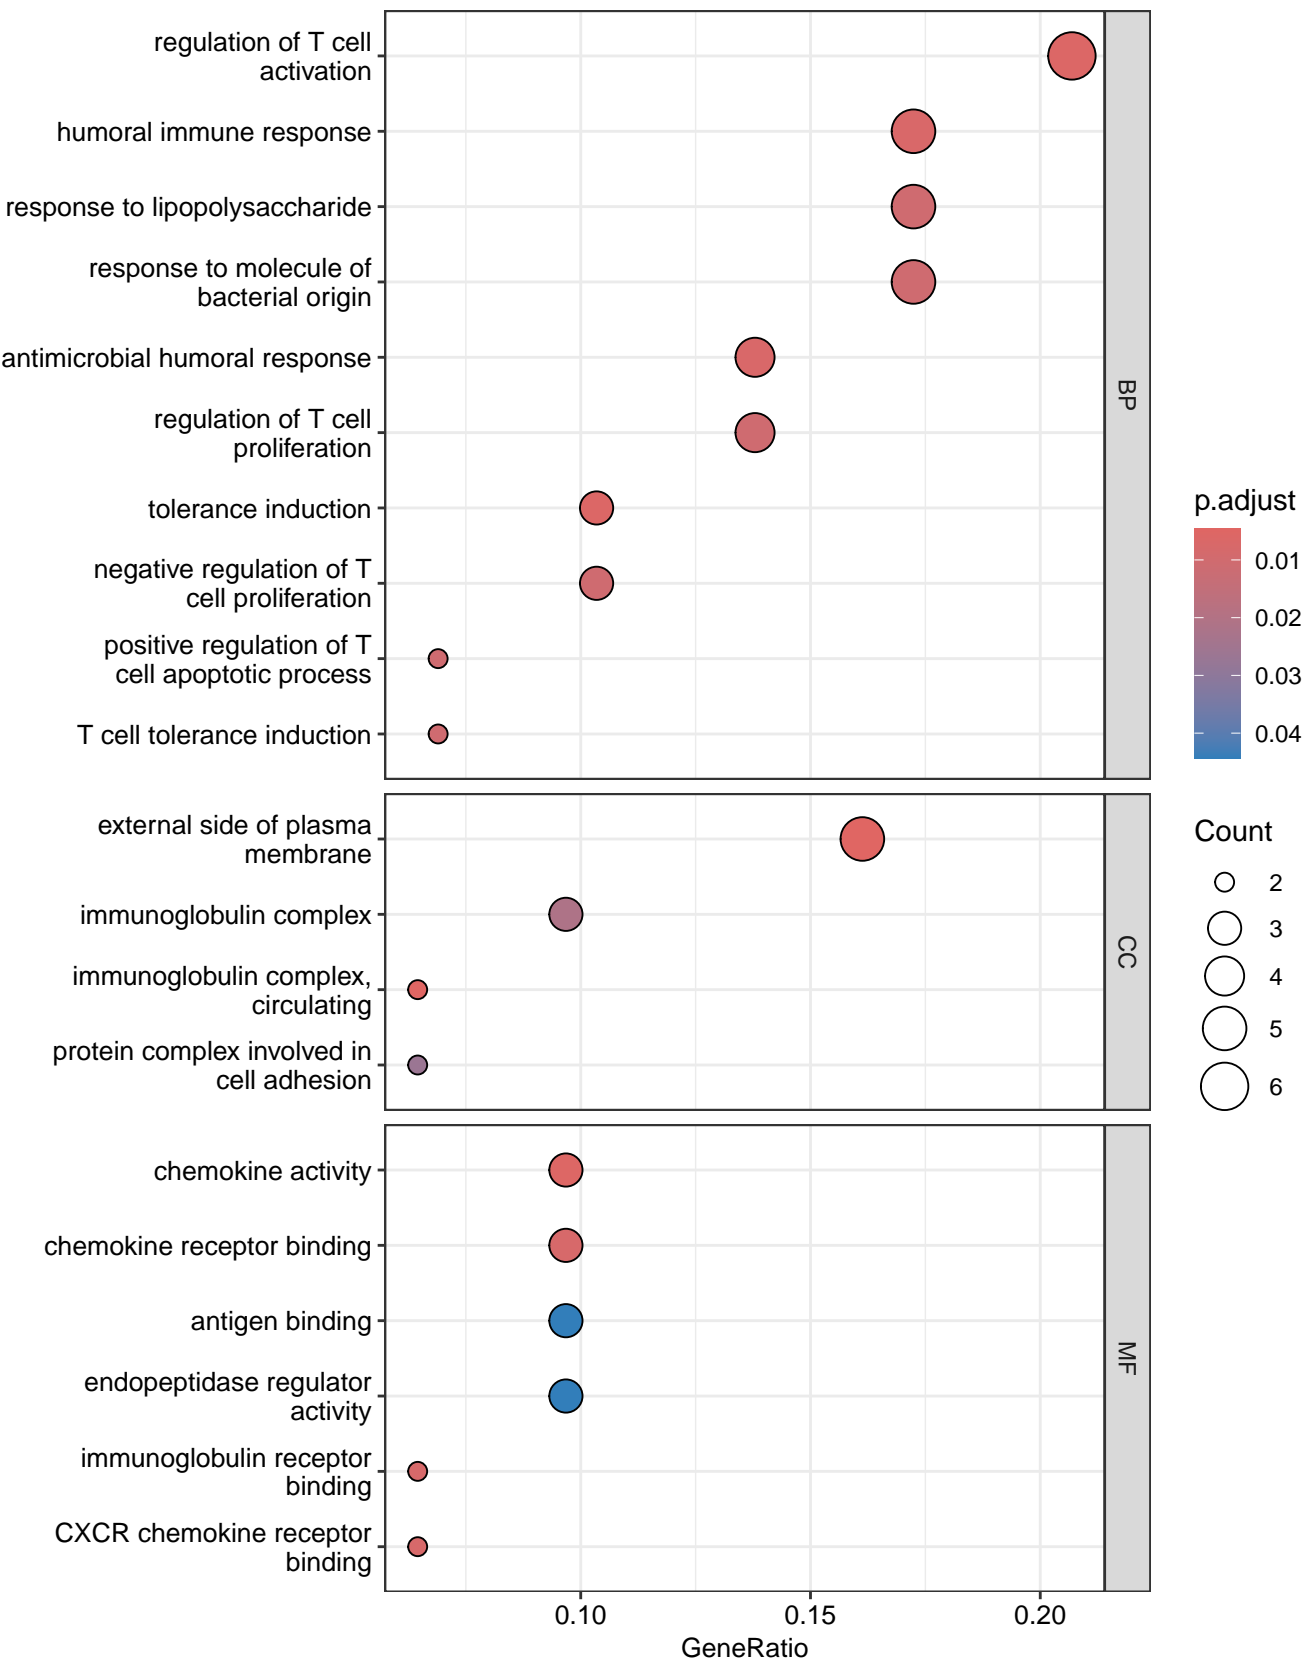 regulation of T cell
activation
humoral immune response
response to lipopolysaccharide
response to molecule of
bacterial origin
antimicrobial humoral response
regulation of T cell
proliferation
tolerance induction
negative regulation of T
cell proliferation
positive regulation of T
cell apoptotic process
T cell tolerance induction
BP
external side of plasma
membrane
immunoglobulin complex
immunoglobulin complex,
circulating
protein complex involved in
cell adhesion
CC
chemokine activity
chemokine receptor binding
antigen binding
endopeptidase regulator
activity
immunoglobulin receptor
binding
CXCR chemokine receptor
binding
MF
0.10
0.15
0.20
GeneRatio
p.adjust
0.01
0.02
0.03
0.04
Count
2
3
4
5
6